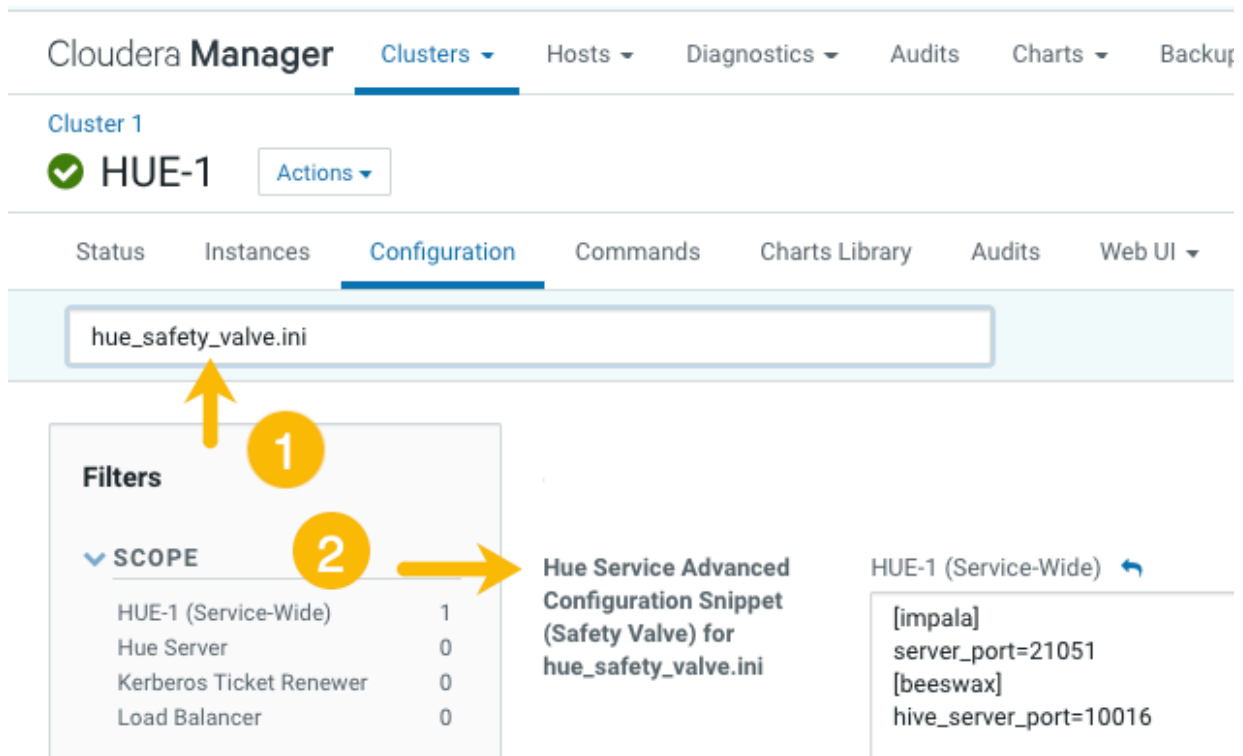 Cloudera Manager Clusters Hosts Diagnostics Audits Charts Backup
Cluster 1
HUE-1 Actions
Status Instances Configuration Commands Charts Library Audits Web UI
hue_safety_valve.ini
1
Filters
2
SCOPE
HUE-1 (Service-Wide) 1
Hue Server 0
Kerberos Ticket Renewer 0
Load Balancer 0
Hue Service Advanced
Configuration Snippet
(Safety Valve) for
hue_safety_valve.ini
HUE-1 (Service-Wide)
[impala]
server_port=21051
[beeswax]
hive_server_port=10016